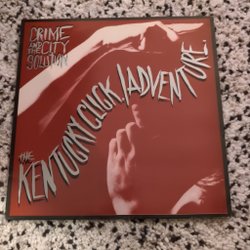 CRIME
AND THE CITY
SOLUTION
THE KENTUCKY CLICK/ADVENTURE.